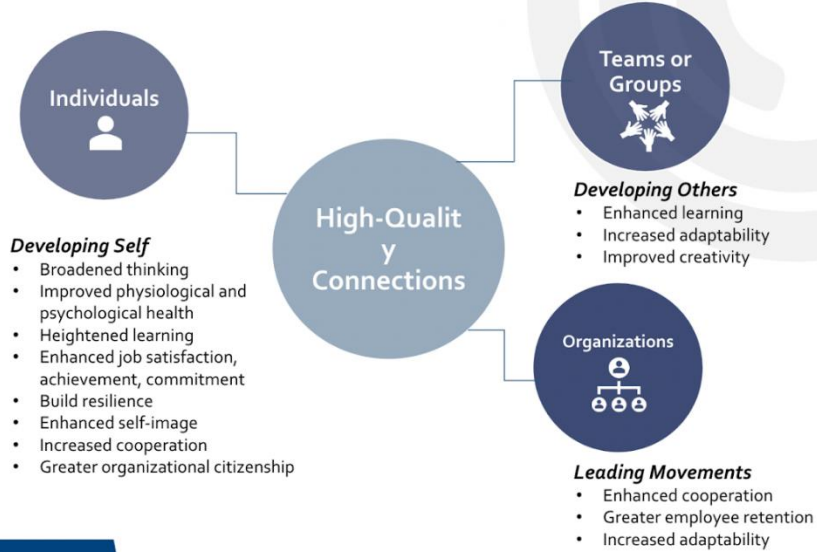 Individuals
Developing Self
• Broadened thinking
• Improved physiological and
psychological health
• Heightened learning
• Enhanced job satisfaction,
achievement, commitment
• Build resilience
• Enhanced self-image
• Increased cooperation
• Greater organizational citizenship
High-Qualit
y
Connections
Teams or
Groups
Developing Others
• Enhanced learning
• Increased adaptability
• Improved creativity
Organizations
Leading Movements
• Enhanced cooperation
• Greater employee retention
• Increased adaptability